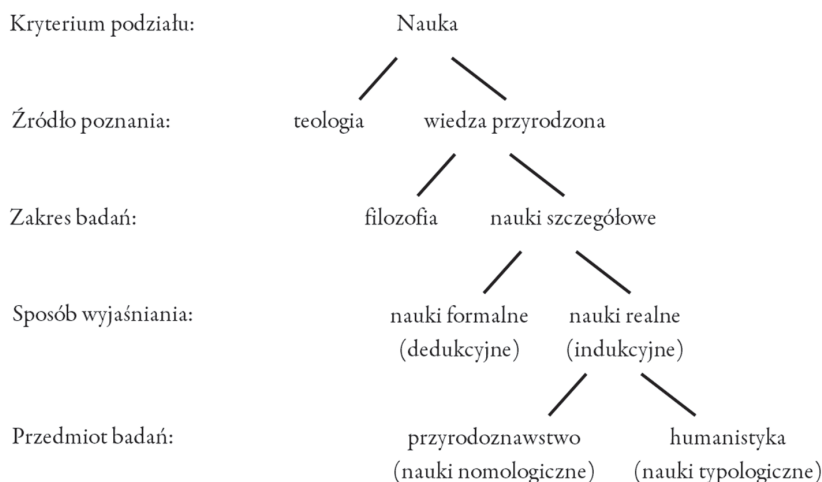 Kryterium podziału: Nauka
Źródło poznania: teologia wiedza przyrodzona
Zakres badań: filozofia nauki szczegółowe
Sposób wyjaśniania: nauki formalne nauki realne
(dedukcyjne) (indukcyjne)
Przedmiot badań: przyrodoznawstwo humanistyka
(nauki nomologiczne) (nauki typologiczne)